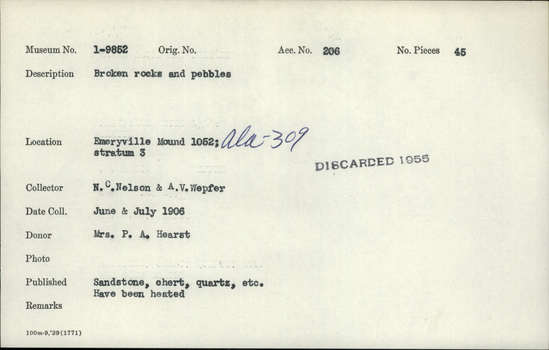 Museum No. 1-9852 Orig. No. Acc. No. 206 No. Pieces 45
Description Broken rocks and pebbles
Location Emeryville Mound 1052; Ala-309
stratum 3
DISCARDED 1955
Collector N.C.Nelson & A.V.Wepfer
Date Coll. June & July 1906
Donor Mrs. P. A. Hearst
Photo
Published Sandstone, chert, quartz, etc.
Have been heated
Remarks
100m-9,'29(1771)